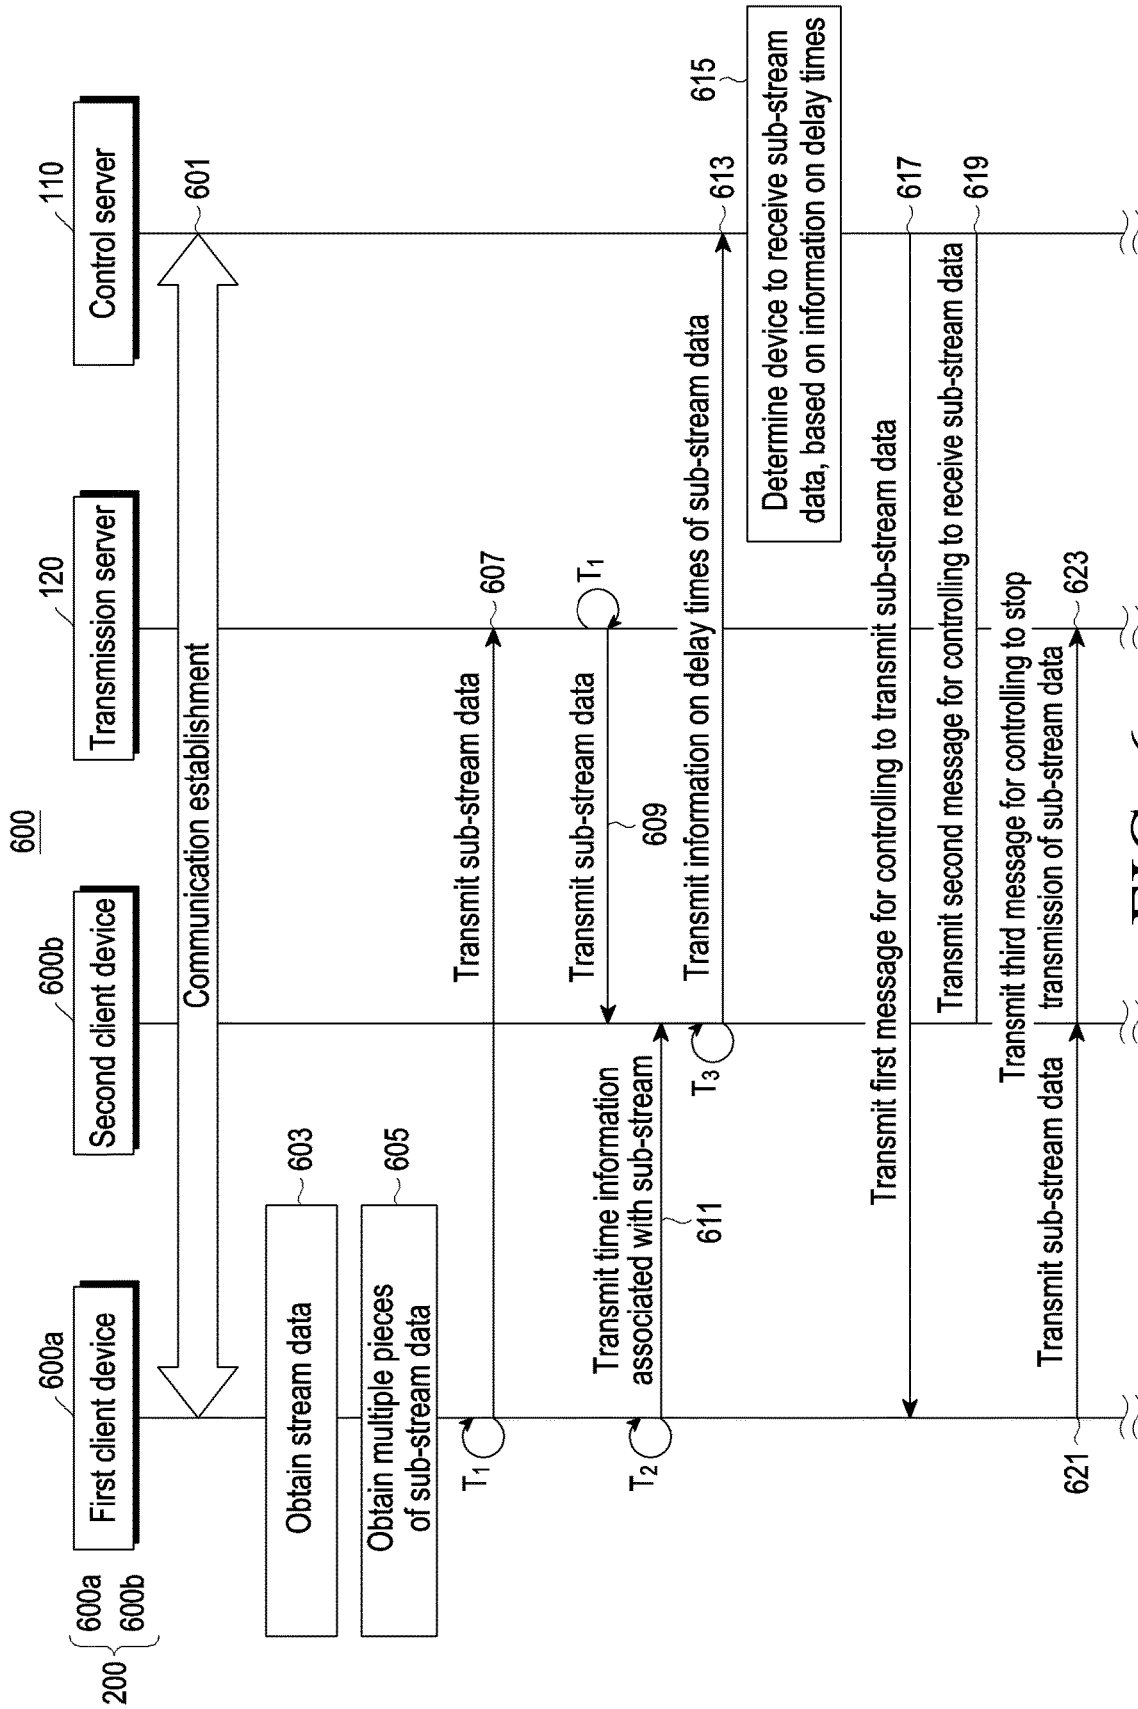 600
200
600a
600b
600a
First client device
600b
Second client device
120
Transmission server
110
Control server
Communication establishment
601
Obtain stream data
603
Obtain multiple pieces
of sub-stream data
605
T1
Transmit sub-stream data
607
T1
Transmit sub-stream data
609
T2
Transmit time information
associated with sub-stream
611
T3
Transmit information on delay times of sub-stream data
613
615
Determine device to receive sub-stream
data, based on information on delay times
Transmit first message for controlling to transmit sub-stream data
617
Transmit second message for controlling to receive sub-stream data
619
Transmit third message for controlling to stop
transmission of sub-stream data
623
Transmit sub-stream data
621